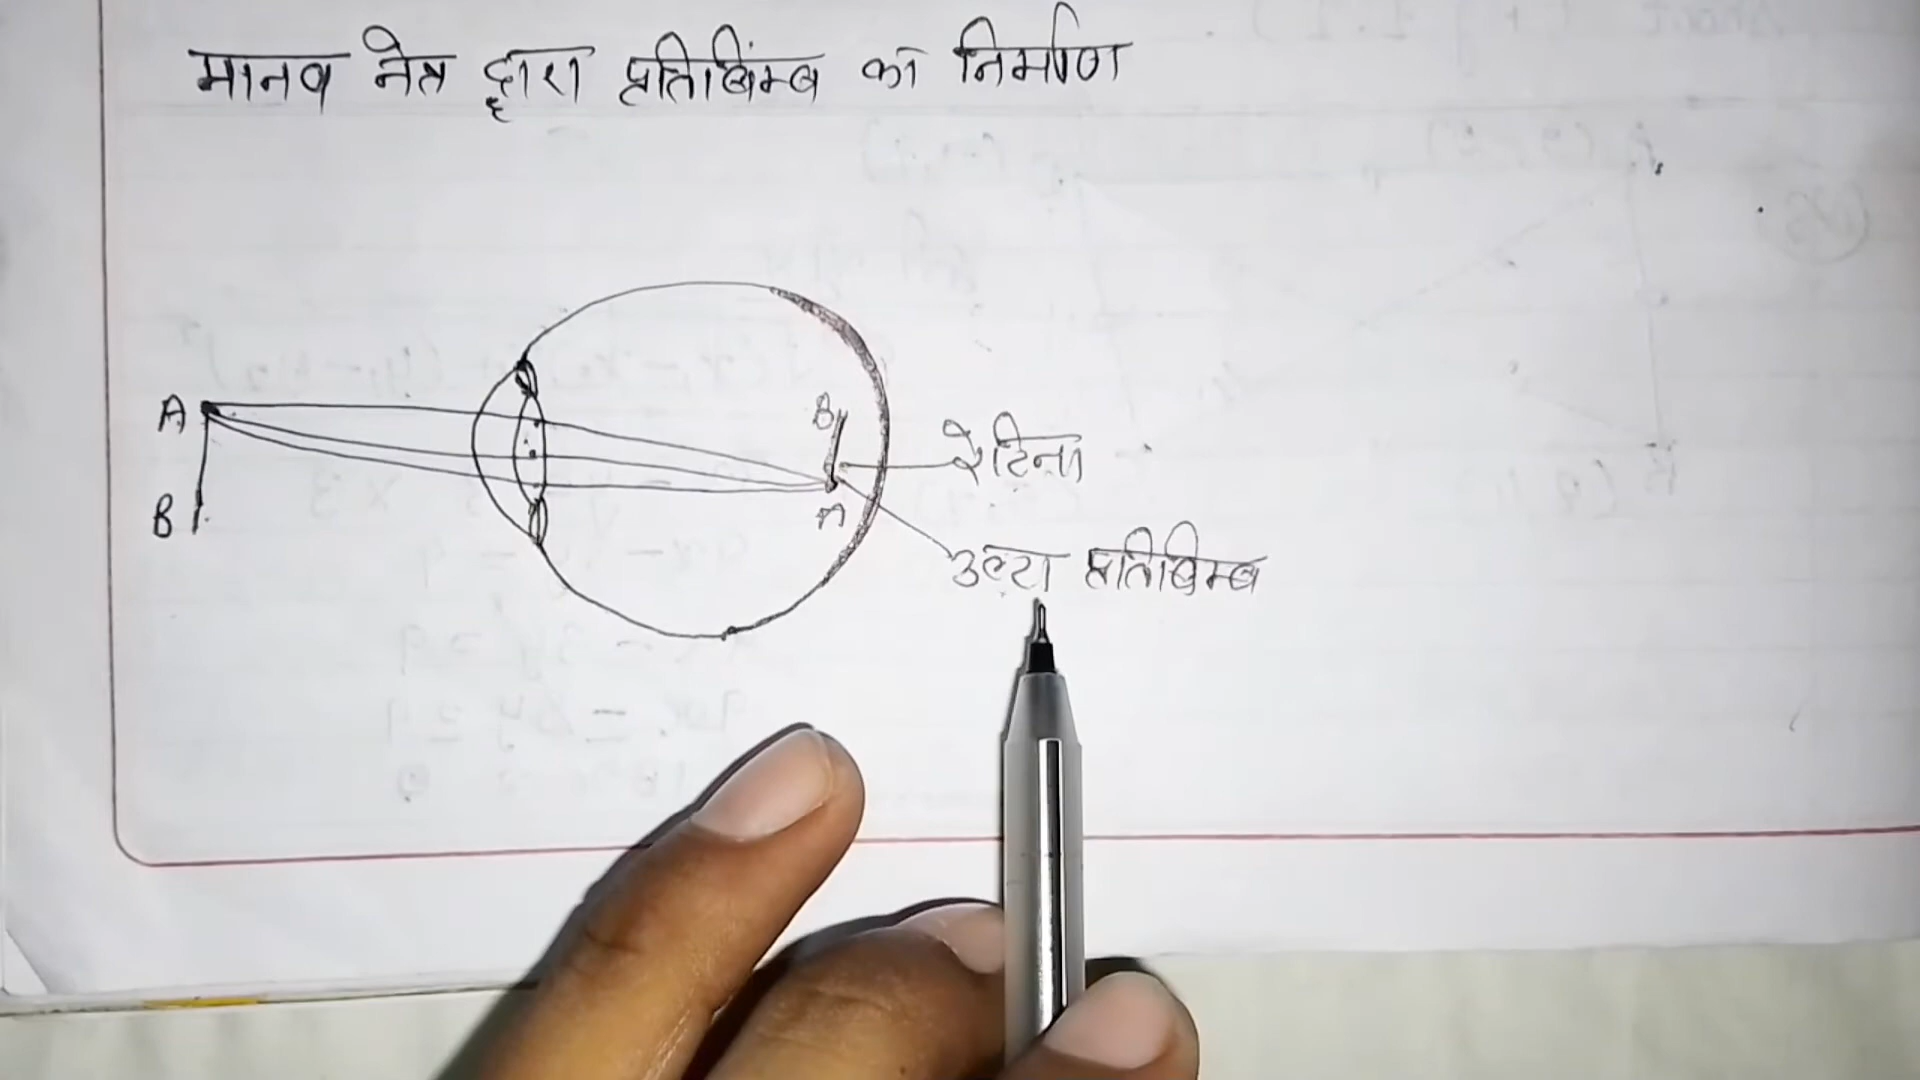 मानव नेत्र द्वारा प्रतिबिंम्ब का निर्माण
A
B
B
A
रेटिना
उल्टा प्रतिबिम्ब